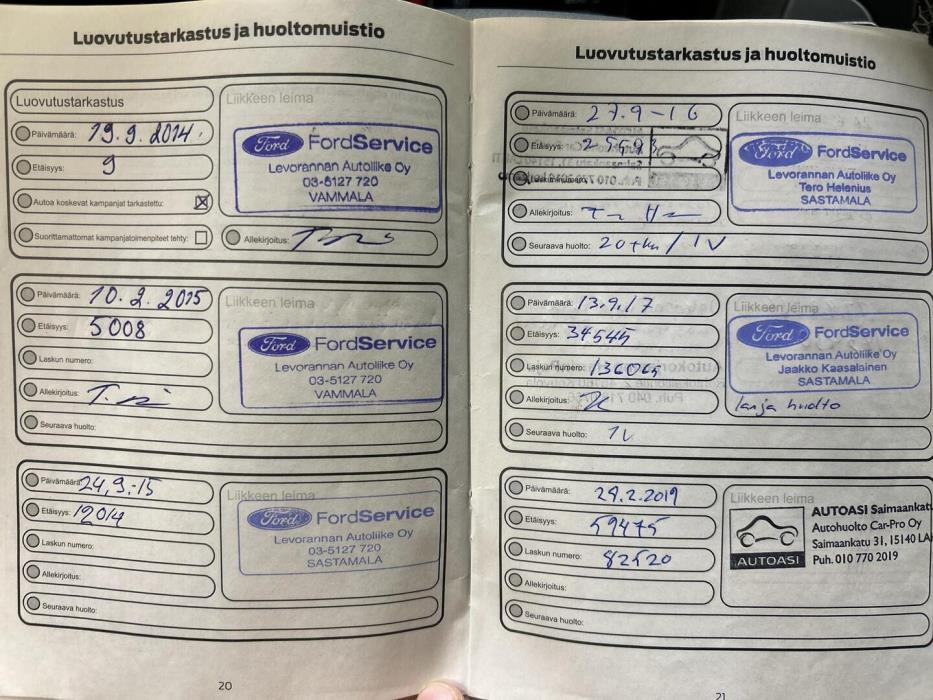 Luovutustarkastus ja huoltomuistio
Luovutustarkastus
Päivämäärä: 19.9.2014.
Etäisyys: 9
Autoa koskevat kampanjat tarkastettu:
Suorittamattomat kampanjatoimenpiteet tehty:
Liikkeen leima
Ford FordService
Levorannan Autoliike Oy
03-5127 720
VAMMALA
Allekirjoitus:
Päivämäärä: 10.2.2015
Etäisyys: 5008
Laskun numero:
Allekirjoitus:
Seuraava huolto:
Liikkeen leima
Ford FordService
Levorannan Autoliike Oy
03-5127 720
VAMMALA
Päivämäärä: 24,9.-15
Etäisyys: 12014
Laskun numero:
Allekirjoitus:
Seuraava huolto:
Liikkeen leima
Ford FordService
Levorannan Autoliike Oy
03-5127 720
SASTAMALA
20
Luovutustarkastus ja huoltomuistio
Päivämäärä: 27.9-16
Etäisyys:
Allekirjoitus:
Seuraava huolto: 20tkm/1V
Liikkeen leima
Ford FordService
Levorannan Autoliike Oy
Tero Helenius
SASTAMALA
Päivämäärä: 13.9.17
Etäisyys: 34545
Laskun numero: 136065
Allekirjoitus:
Seuraava huolto: 1V
Liikkeen leima
Ford FordService
Levorannan Autoliike Oy
Jaakko Kaasalainen
SASTAMALA
laaja huolto
Päivämäärä: 29.2.2019
Etäisyys: 59475
Laskun numero: 82520
Allekirjoitus:
Seuraava huolto:
Liikkeen leima
AUTOASI
AUTOASI Saimaankatu
Autohuolto Car-Pro Oy
Saimaankatu 31, 15140 LA
Puh. 010 770 2019
21